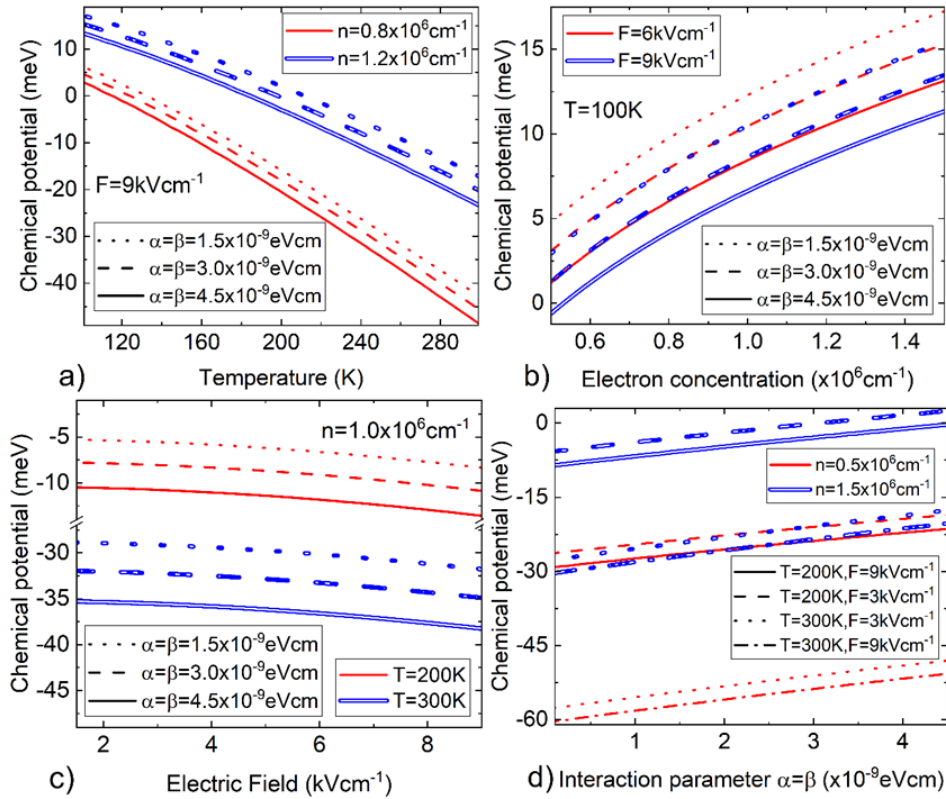 Chemical potential (meV)
10
0
-10
-20
-40
n=0.8x10⁶cm⁻¹
n=1.2x10⁶cm⁻¹
F=9kVcm⁻¹
α=β=1.5x10⁻⁹eVcm
α=β=3.0x10⁻⁹eVcm
α=β=4.5x10⁻⁹eVcm
120 160 200 240 280
a) Temperature (K)
Chemical potential (meV)
15
10
5
0
F=6kVcm⁻¹
F=9kVcm⁻¹
T=100K
α=β=1.5x10⁻⁹eVcm
α=β=3.0x10⁻⁹eVcm
α=β=4.5x10⁻⁹eVcm
0.6 0.8 1.0 1.2 1.4
b) Electron concentration (x10⁶cm⁻¹)
Chemical potential (meV)
-5
-10
-30
-35
-45
n=1.0x10⁶cm⁻¹
α=β=1.5x10⁻⁹eVcm
α=β=3.0x10⁻⁹eVcm
α=β=4.5x10⁻⁹eVcm
T=200K
T=300K
2 4 6 8
c) Electric Field (kVcm⁻¹)
Chemical potential (meV)
0
-15
-30
-45
-60
n=0.5x10⁶cm⁻¹
n=1.5x10⁶cm⁻¹
T=200K,F=9kVcm⁻¹
T=200K,F=3kVcm⁻¹
T=300K,F=3kVcm⁻¹
T=300K,F=9kVcm⁻¹
1 2 3 4
d) Interaction parameter α=β (x10⁻⁹eVcm)